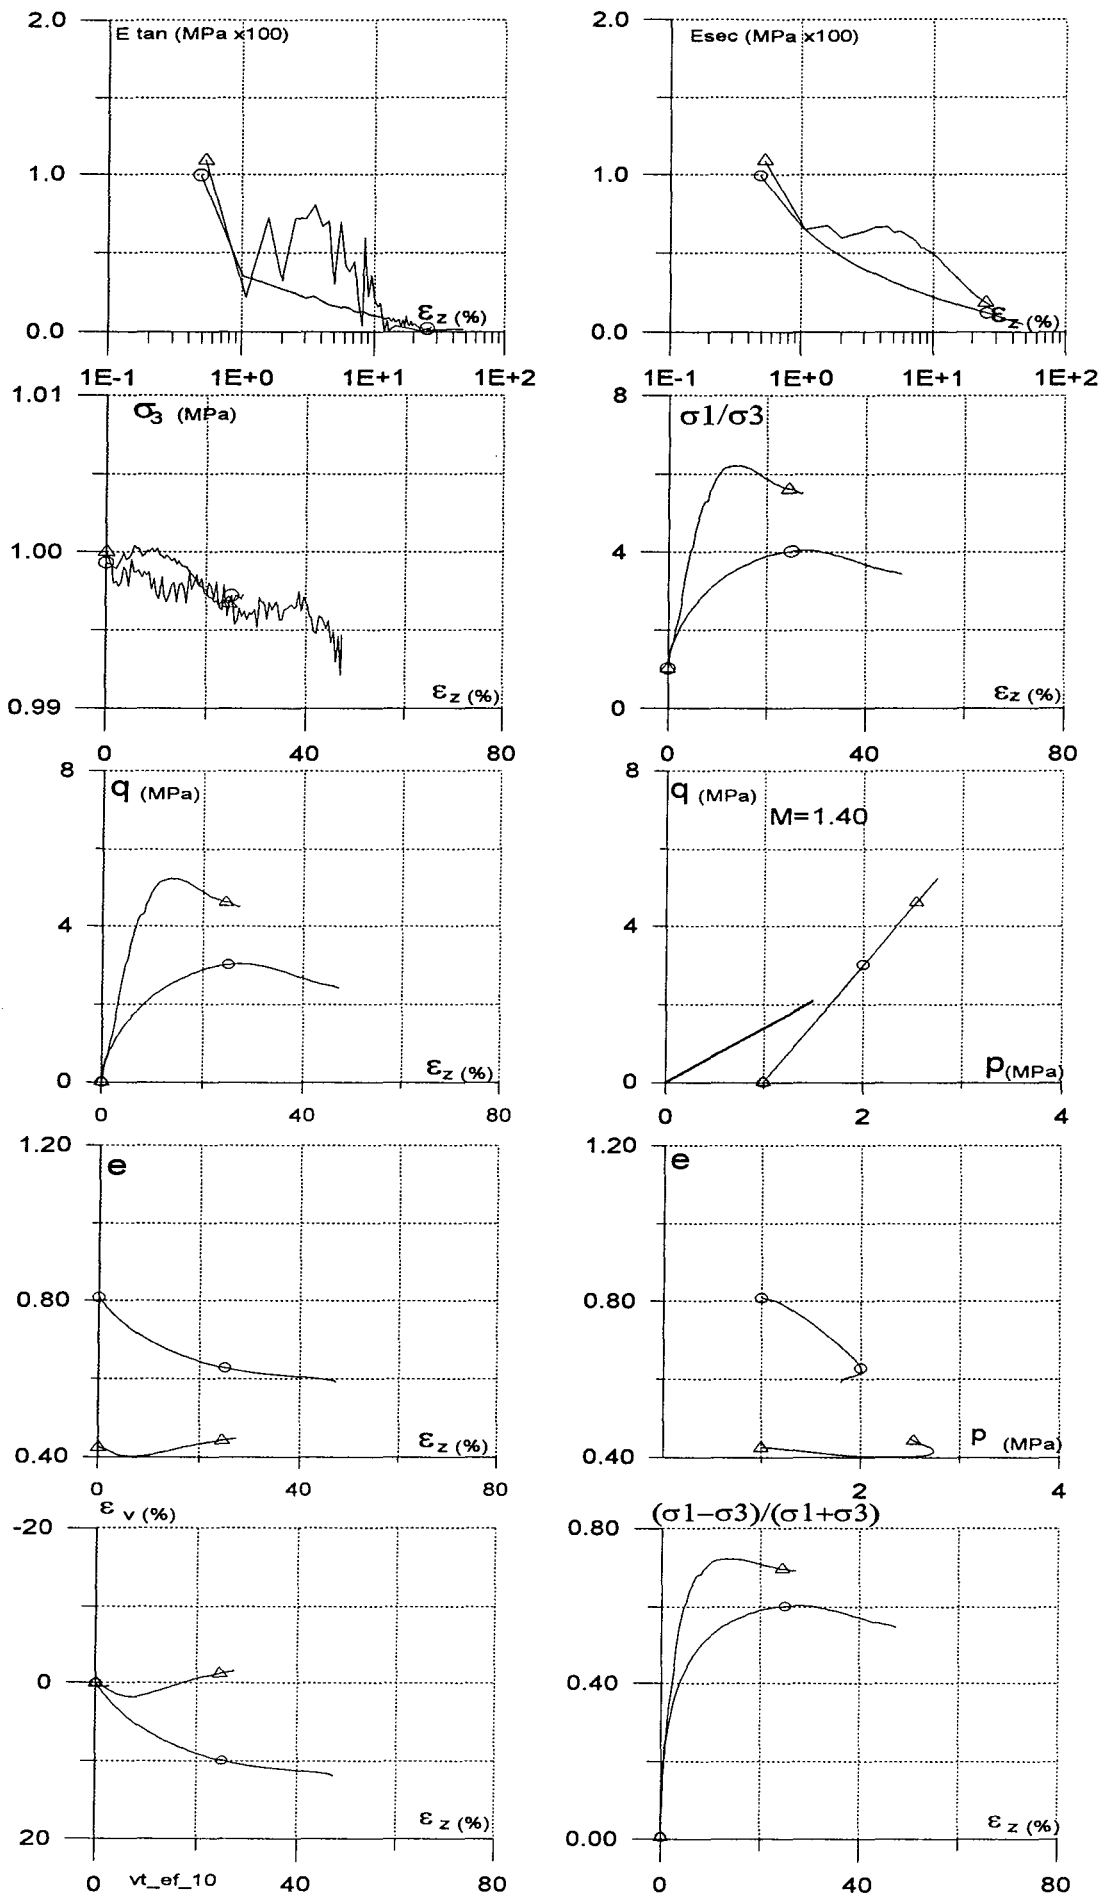 2.0 2.0
E tan (MPa x100) Esec (MPa x100)
1.0 1.0
εz (%) εz (%)
0.0 0.0
1E-1 1E+0 1E+1 1E+2 1E-1 1E+0 1E+1 1E+2
1.01 8
σ3 (MPa) σ1/σ3
1.00 4
εz (%) εz (%)
0.99 0
0 40 80 0 40 80
8 8
q (MPa) q (MPa)
M=1.40
4 4
εz (%) p(MPa)
0 0
0 40 80 0 2 4
1.20 1.20
e e
0.80 0.80
εz (%) p (MPa)
0.40 0.40
0 40 80 2 4
εv (%) (σ1−σ3)/(σ1+σ3)
-20 0.80
0 0.40
εz (%) εz (%)
20 0.00
0 vt_ef_10 40 80 0 40 80